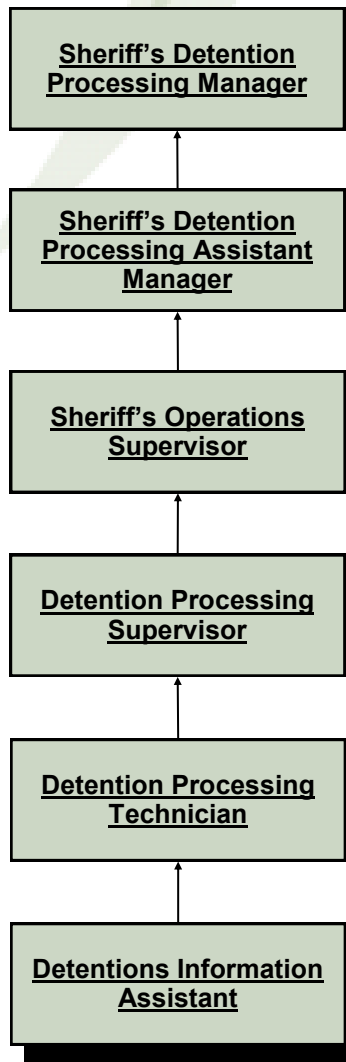 Sheriff’s Detention
Processing Manager
Sheriff’s Detention
Processing Assistant
Manager
Sheriff’s Operations
Supervisor
Detention Processing
Supervisor
Detention Processing
Technician
Detentions Information
Assistant